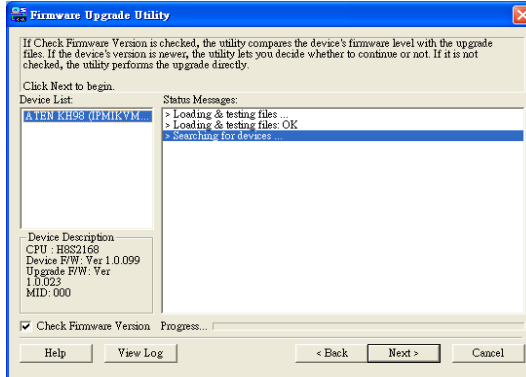 Firmware Upgrade Utility
If Check Firmware Version is checked, the utility compares the device's firmware level with the upgrade
files. If the device's version is newer, the utility lets you decide whether to continue or not. If it is not
checked, the utility performs the upgrade directly.
Click Next to begin.
Device List:
ATEN KH98 (IPMIKVM...
Status Messages:
> Loading & testing files ...
> Loading & testing files: OK
> Searching for devices ...
Device Description
CPU : H8S2168
Device F/W: Ver 1.0.099
Upgrade F/W: Ver
1.0.023
MID: 000
Check Firmware Version
Progress...
Help
View Log
< Back
Next >
Cancel